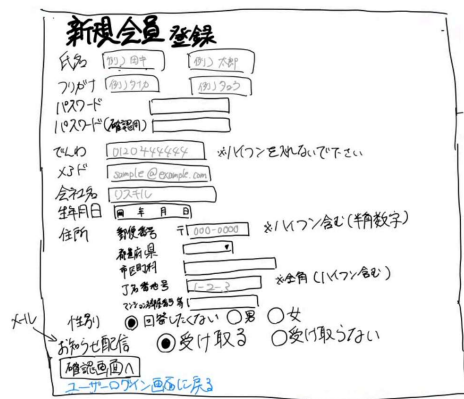 新規会員登録
氏名 例)田中 例)太郎
フリガナ 例)タナカ 例)タロウ
パスワード
パスワード(確認用)
でんわ 0120444444 ※ハイフンを入れないで下さい
メアド sample@example.com
会社名 リスキル
生年月日 年 月 日
住所 郵便番号 〒 000-0000 ※ハイフン含む(半角数字)
都道府県
市区町村
丁名番地号 1-2-3 ※全角(ハイフン含む)
マンション
性別 回答したくない 男 女
メール
お知らせ配信 受け取る 受け取らない
確認画面へ
ユーザーログイン画面に戻る